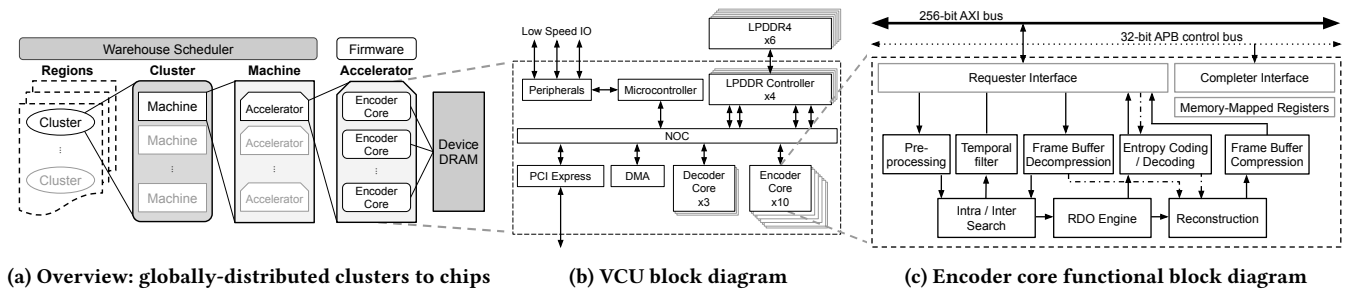 Warehouse Scheduler
Firmware
Regions
Cluster
Machine
Accelerator
Cluster
⋮
Cluster
Machine
Machine
⋮
Machine
Accelerator
Accelerator
⋮
Accelerator
Encoder
Core
Encoder
Core
⋮
Encoder
Core
Device
DRAM
(a) Overview: globally-distributed clusters to chips
Low Speed IO
LPDDR4
x6
Peripherals
Microcontroller
LPDDR Controller
x4
NOC
PCI Express
DMA
Decoder
Core
x3
Encoder
Core
x10
(b) VCU block diagram
256-bit AXI bus
32-bit APB control bus
Requester Interface
Completer Interface
Memory-Mapped Registers
Pre-
processing
Temporal
filter
Frame Buffer
Decompression
Entropy Coding
/ Decoding
Frame Buffer
Compression
Intra / Inter
Search
RDO Engine
Reconstruction
(c) Encoder core functional block diagram